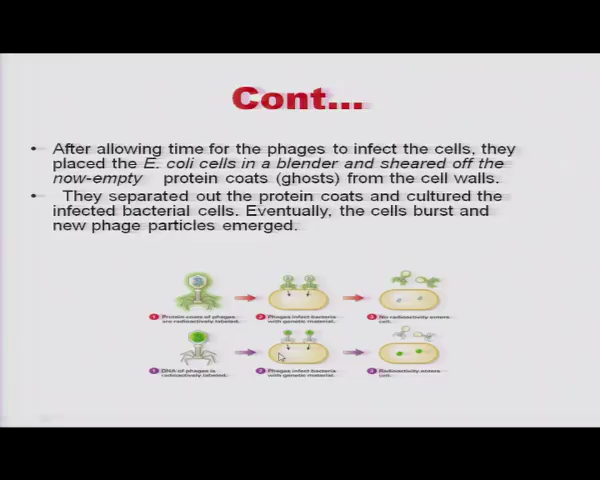 Cont...
• After allowing time for the phages to infect the cells, they
placed the E. coli cells in a blender and sheared off the
now-empty protein coats (ghosts) from the cell walls.
• They separated out the protein coats and cultured the
infected bacterial cells. Eventually, the cells burst and
new phage particles emerged.
1 Protein coats of phages
are radioactively labeled.
2 Phages infect bacteria
with genetic material.
3 No radioactivity enters
cell.
1 DNA of phages is
radioactively labeled.
2 Phages infect bacteria
with genetic material.
3 Radioactivity enters
cell.